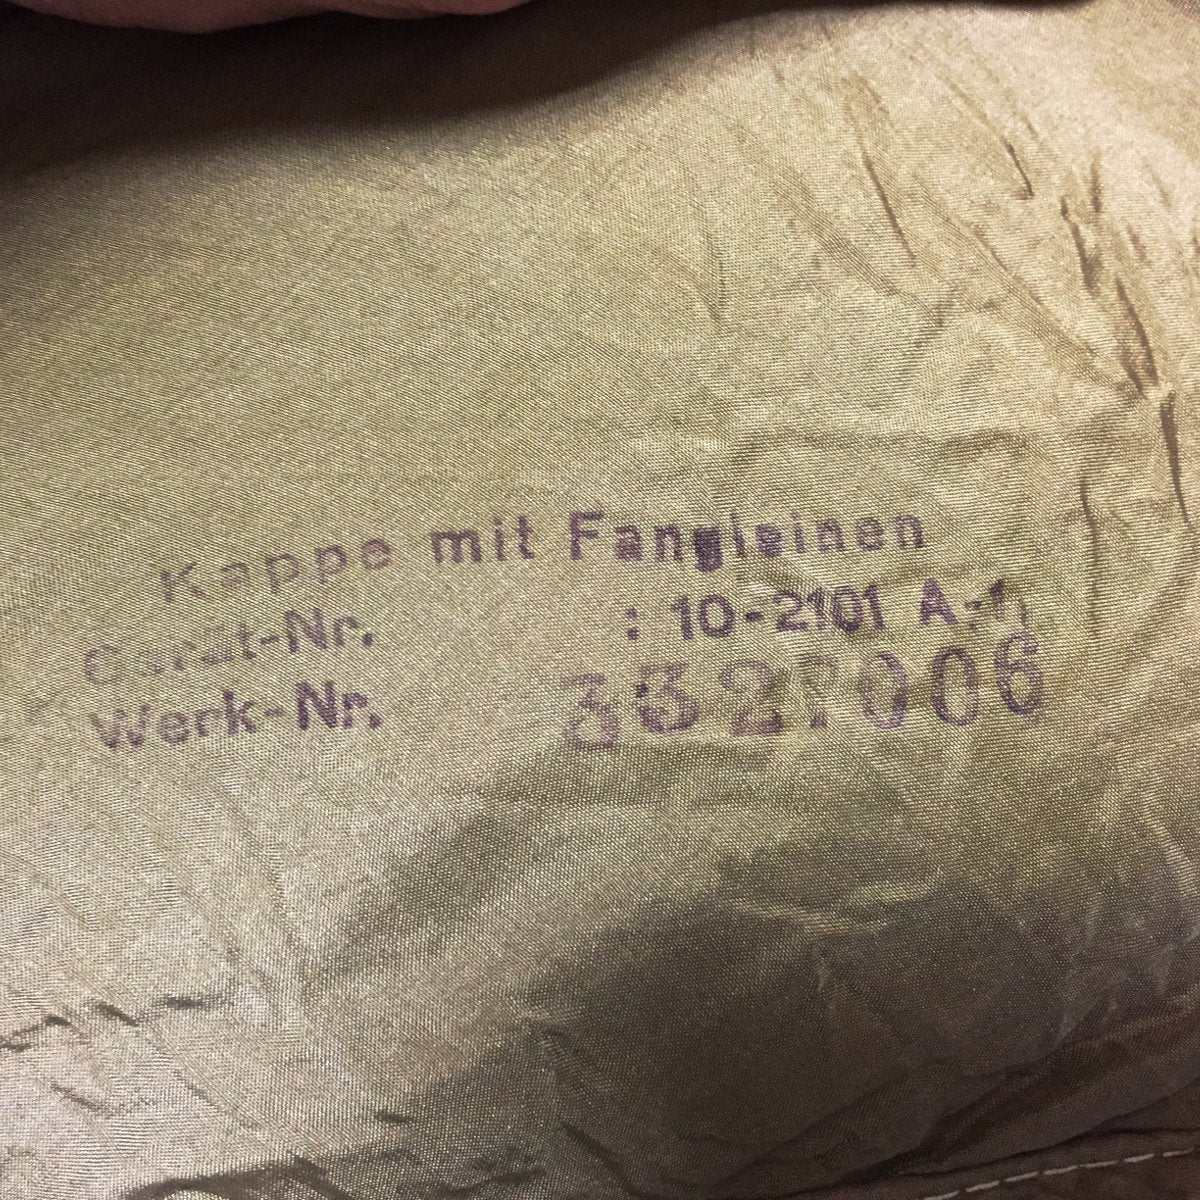 Kappe mit Fangleinen
Gerät-Nr. : 10-2101 A-1
Werk-Nr.